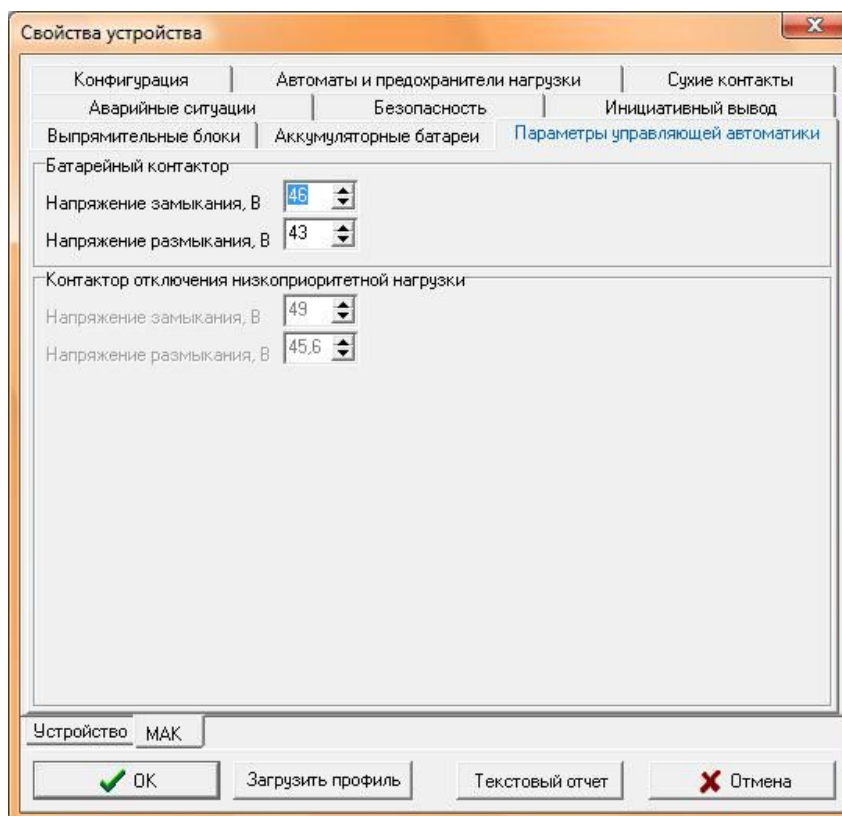 Свойства устройства
Конфигурация Автоматы и предохранители нагрузки Сухие контакты
Аварийные ситуации Безопасность Инициативный вывод
Выпрямительные блоки Аккумуляторные батареи Параметры управляющей автоматики
Батарейный контактор
Напряжение замыкания, В 46
Напряжение размыкания, В 43
Контактор отключения низкоприоритетной нагрузки
Напряжение замыкания, В 49
Напряжение размыкания, В 45,6
Устройство МАК
OK Загрузить профиль Текстовый отчет Отмена